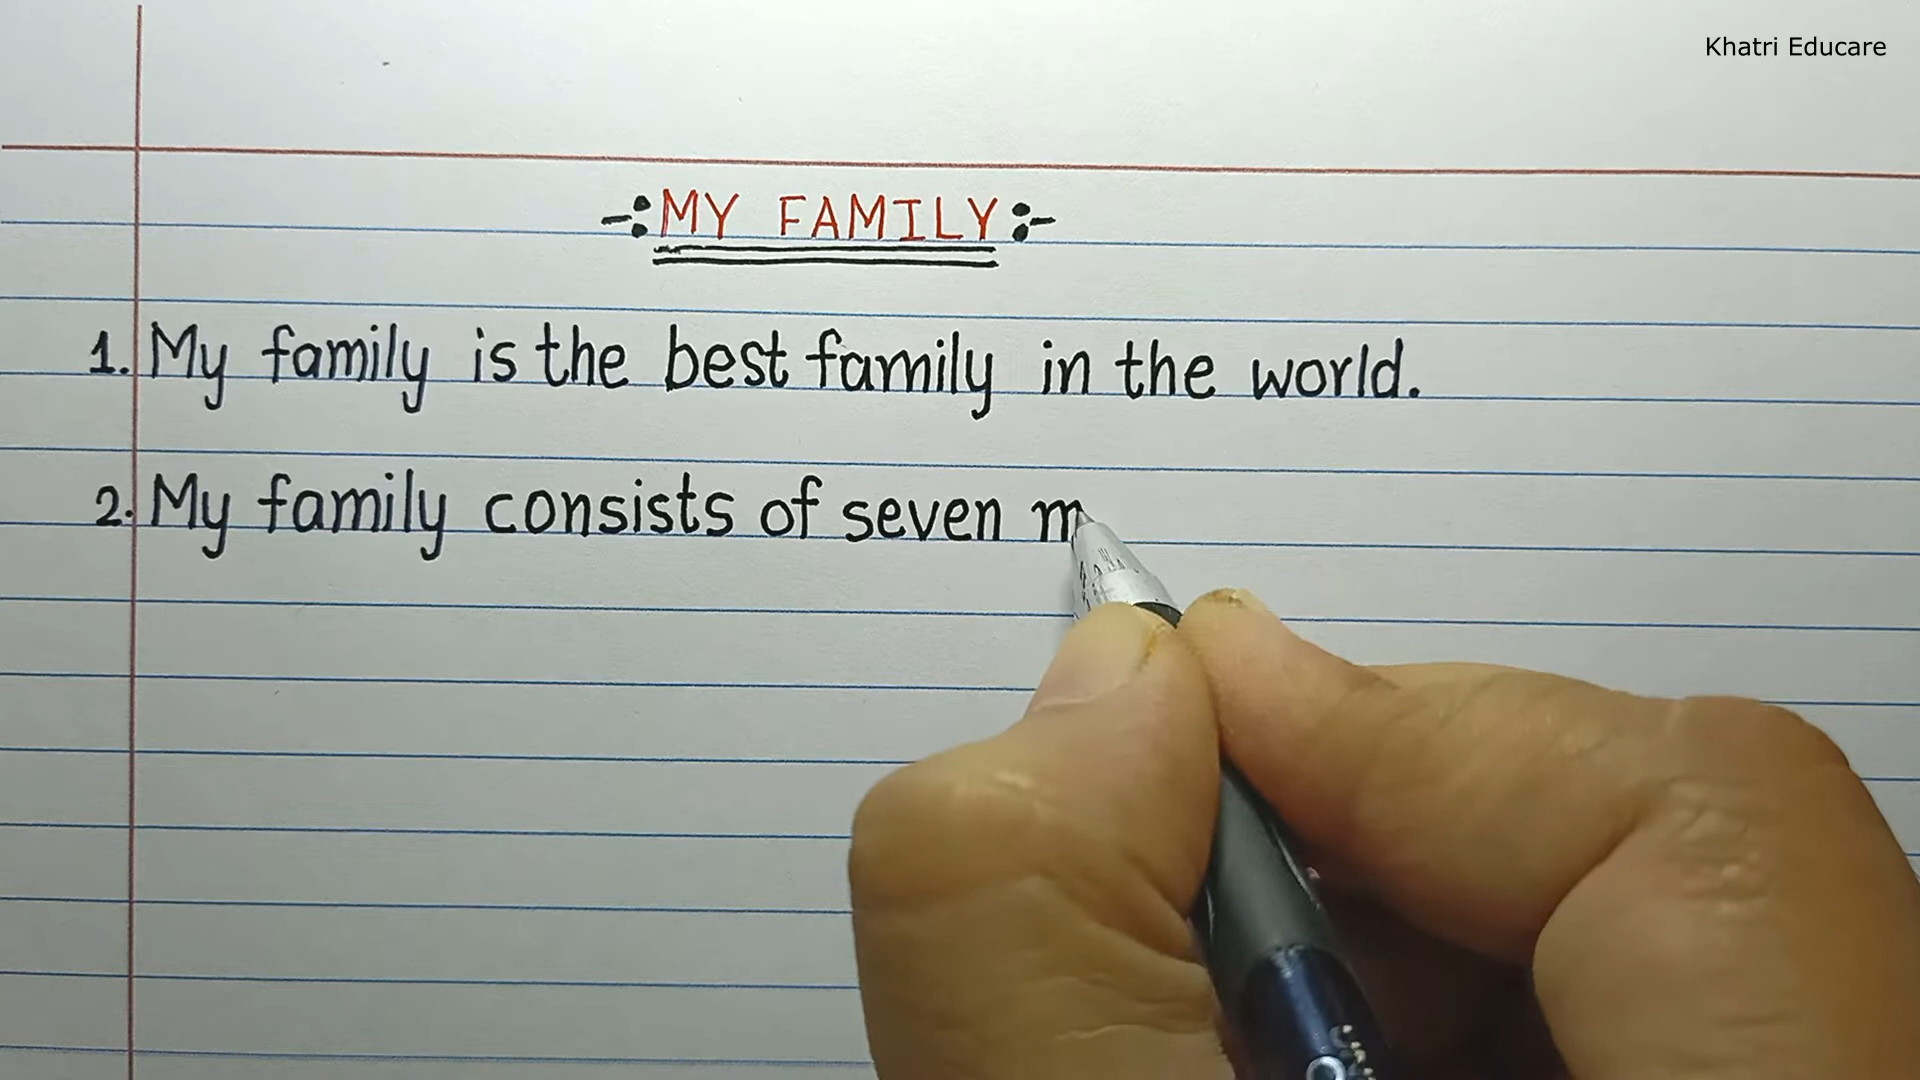 Khatri Educare
-:MY FAMILY:-
1. My family is the best family in the world.
2. My family consists of seven m